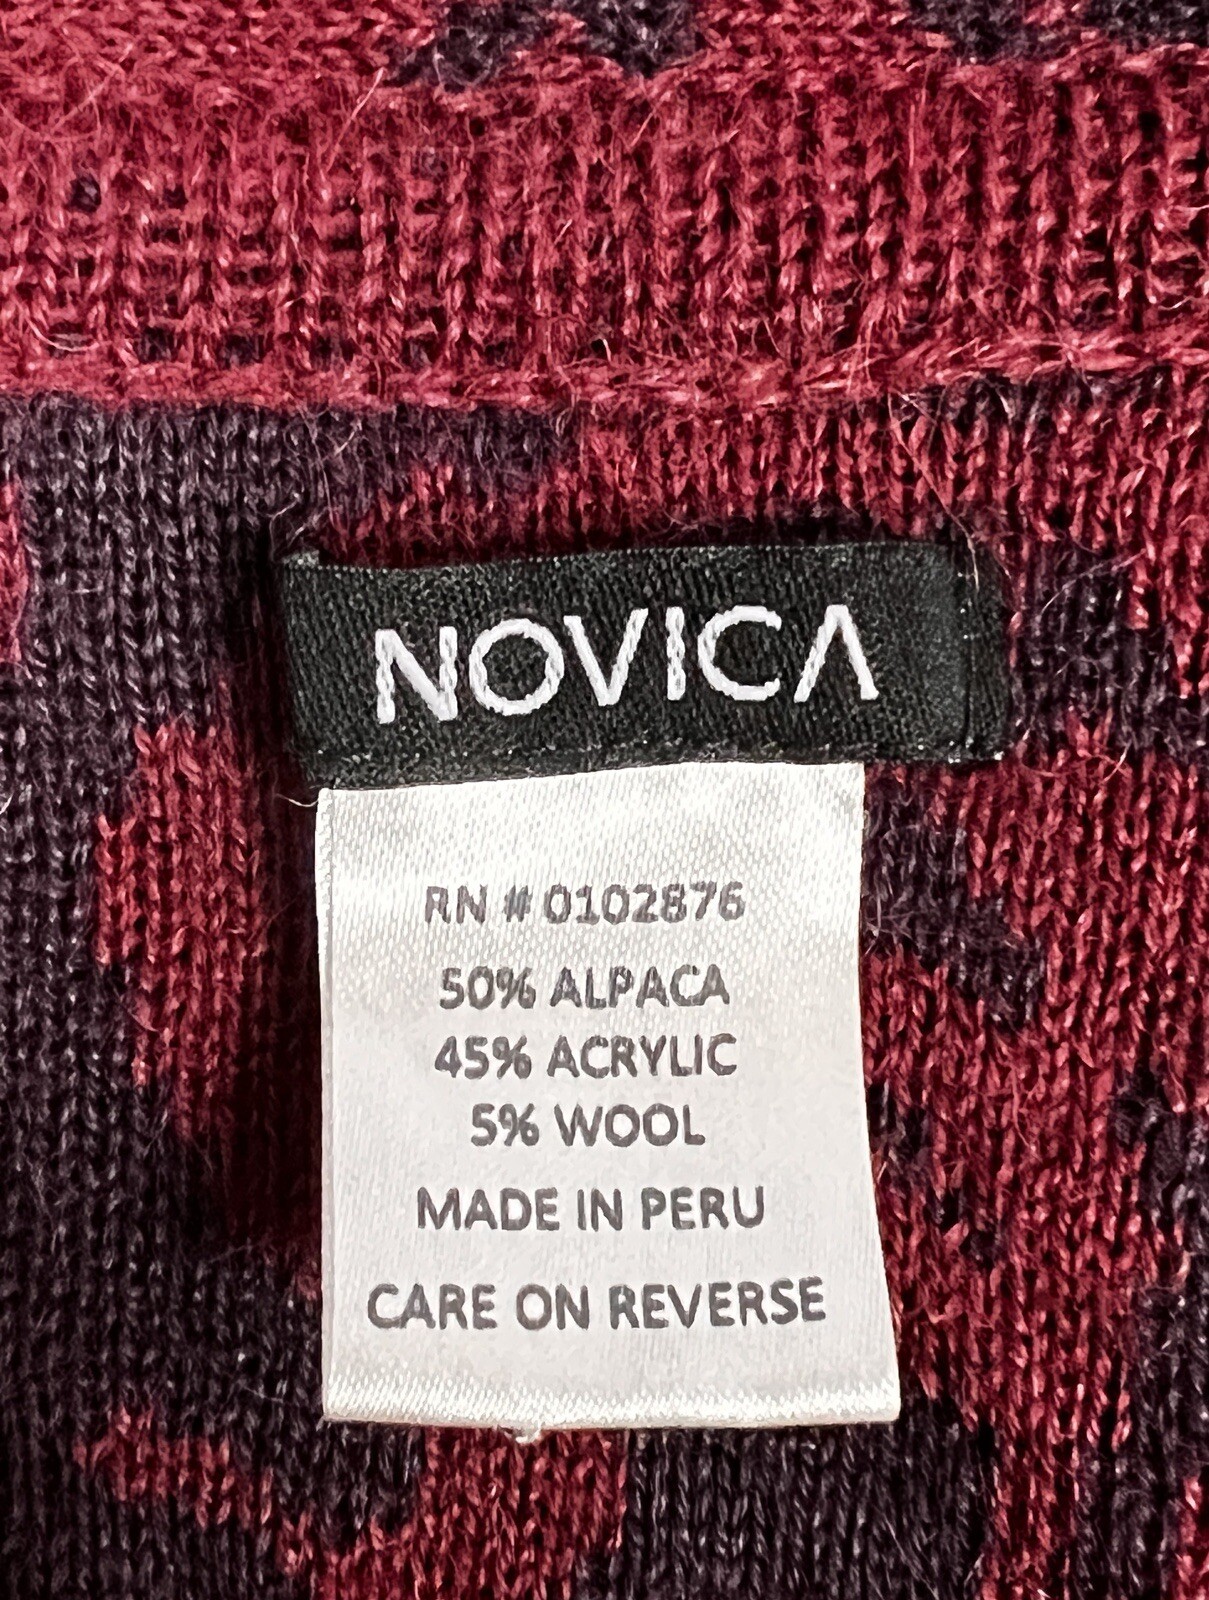 NOVICA
RN # 0102876
50% ALPACA
45% ACRYLIC
5% WOOL
MADE IN PERU
CARE ON REVERSE